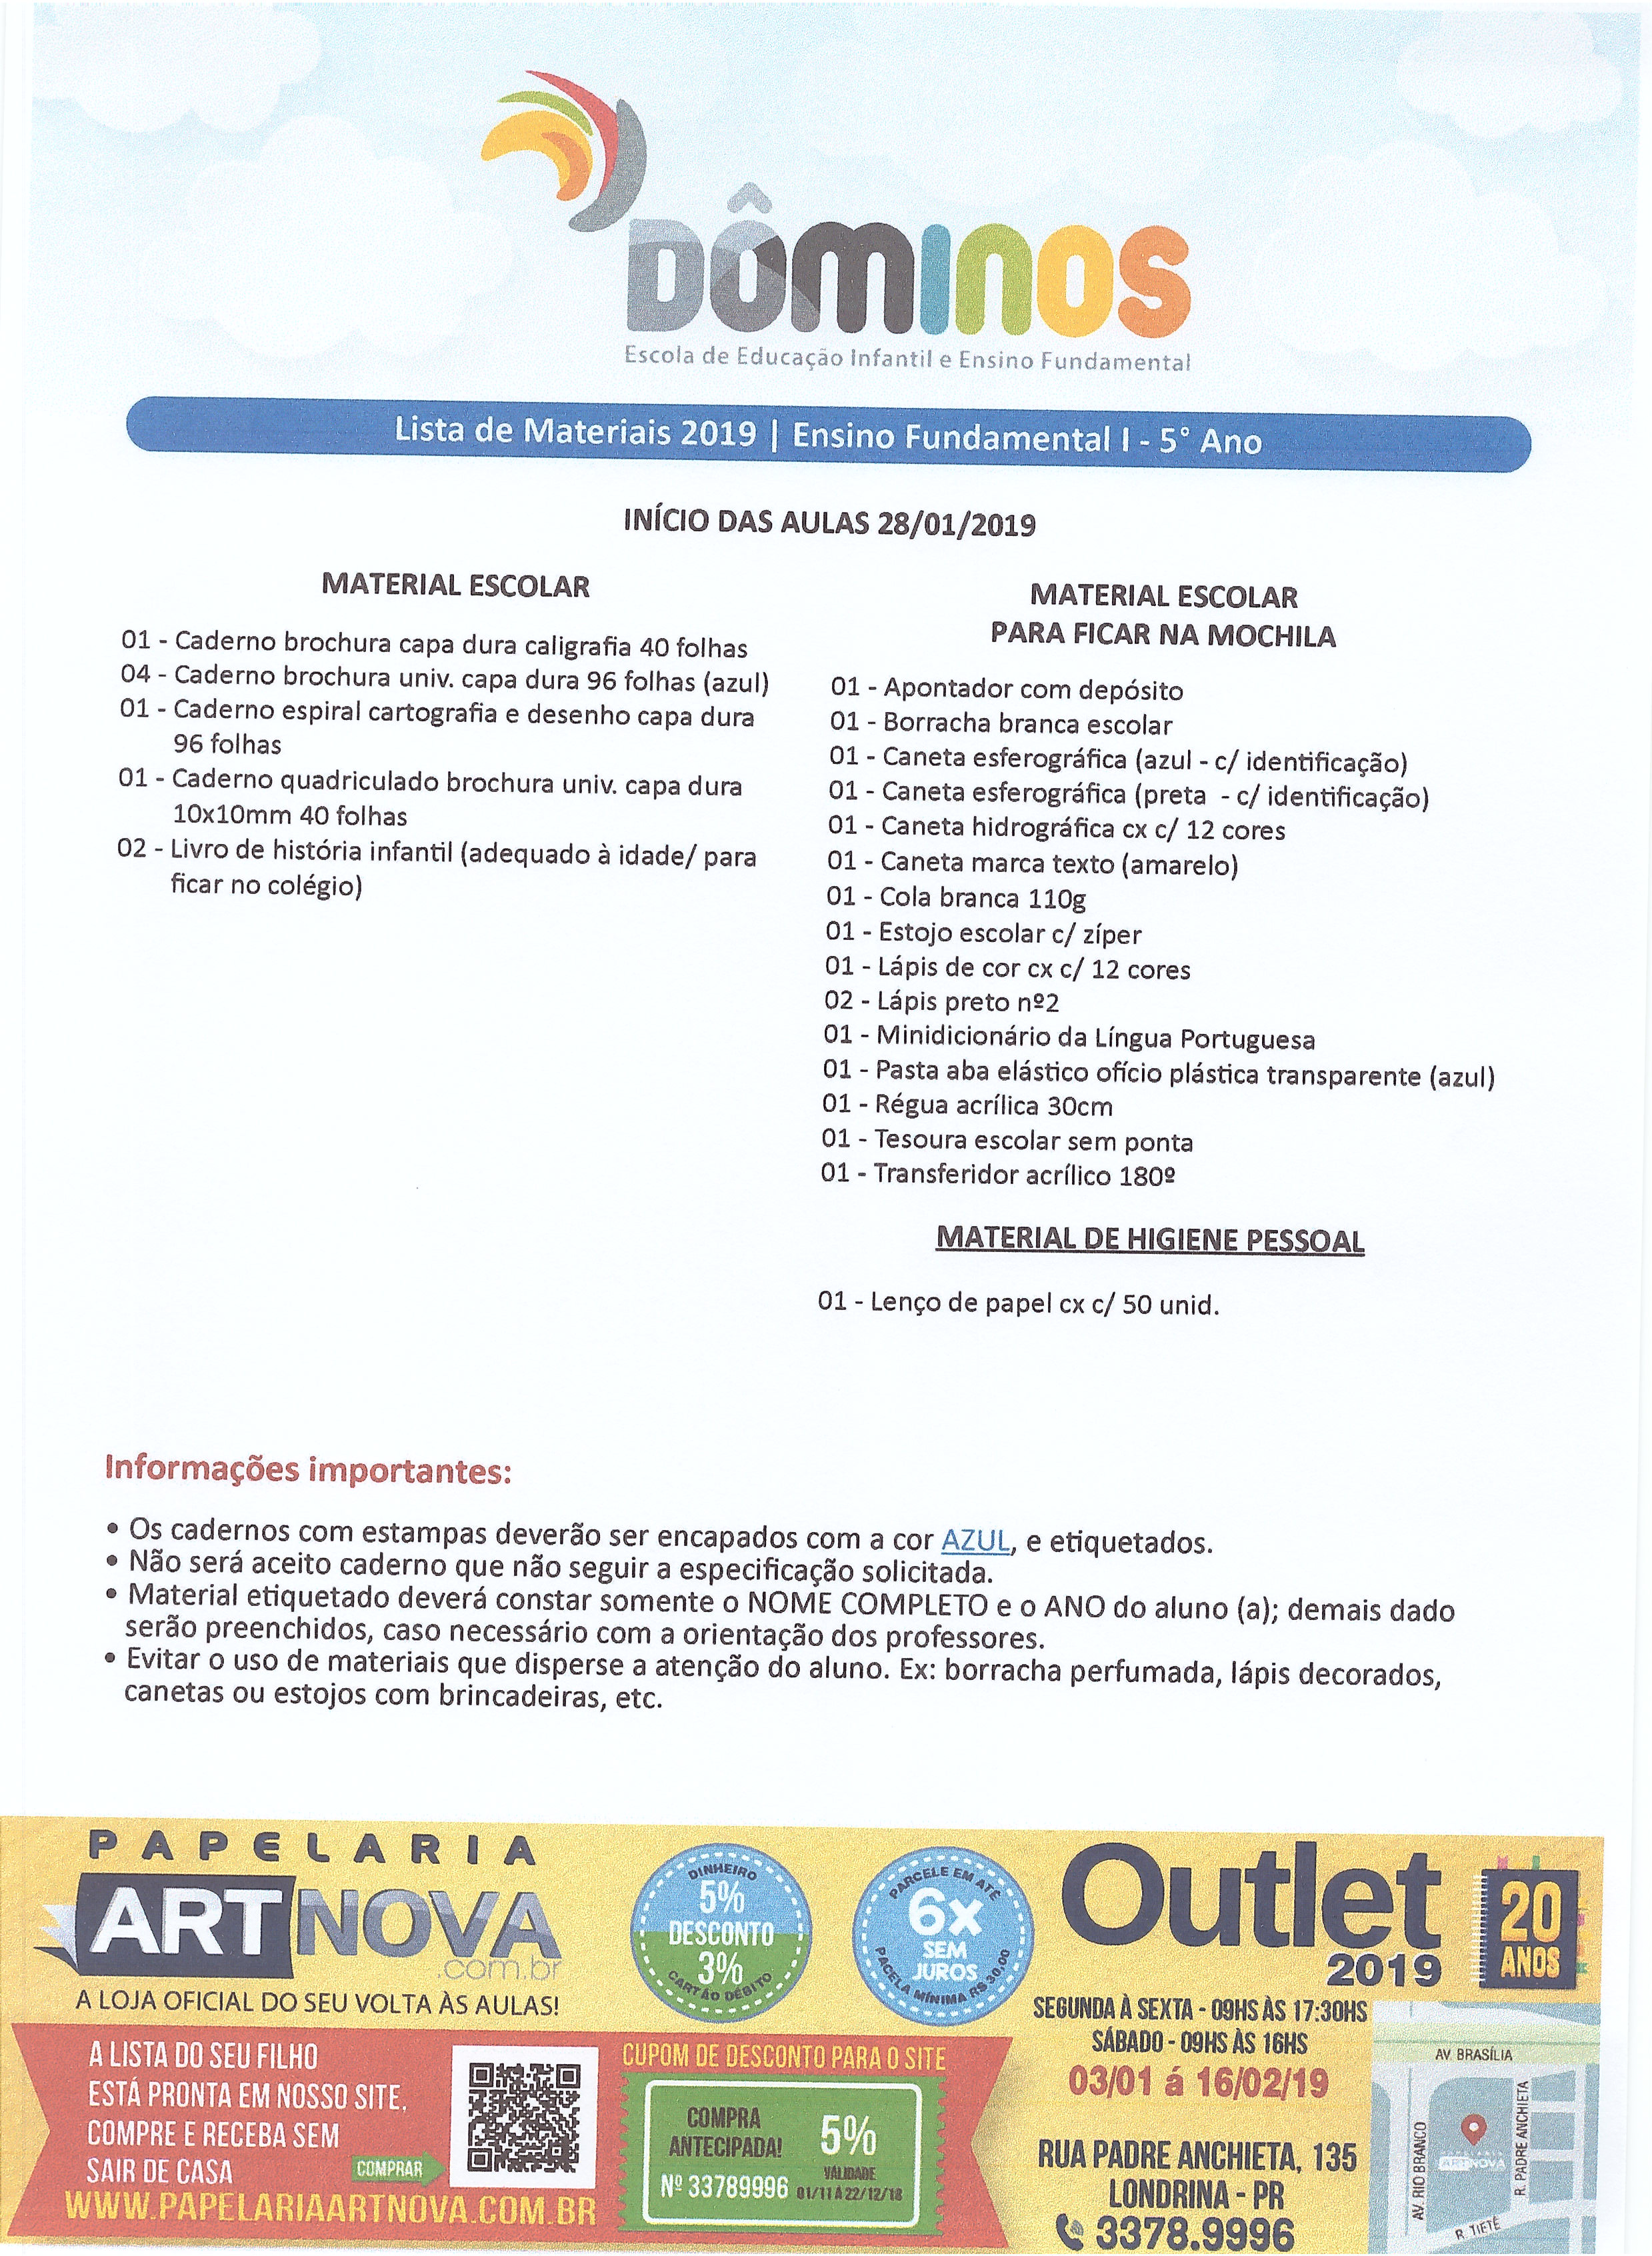 DÔMINOS
Escola de Educação Infantil e Ensino Fundamental
Lista de Materiais 2019 | Ensino Fundamental I - 5° Ano
INÍCIO DAS AULAS 28/01/2019
MATERIAL ESCOLAR
01 - Caderno brochura capa dura caligrafia 40 folhas
04 - Caderno brochura univ. capa dura 96 folhas (azul)
01 - Caderno espiral cartografia e desenho capa dura
96 folhas
01 - Caderno quadriculado brochura univ. capa dura
10x10mm 40 folhas
02 - Livro de história infantil (adequado à idade/ para
ficar no colégio)
MATERIAL ESCOLAR
PARA FICAR NA MOCHILA
01 - Apontador com depósito
01 - Borracha branca escolar
01 - Caneta esferográfica (azul - c/ identificação)
01 - Caneta esferográfica (preta - c/ identificação)
01 - Caneta hidrográfica cx c/ 12 cores
01 - Caneta marca texto (amarelo)
01 - Cola branca 110g
01 - Estojo escolar c/ zíper
01 - Lápis de cor cx c/ 12 cores
02 - Lápis preto nº2
01 - Minidicionário da Língua Portuguesa
01 - Pasta aba elástico ofício plástica transparente (azul)
01 - Régua acrílica 30cm
01 - Tesoura escolar sem ponta
01 - Transferidor acrílico 180º
MATERIAL DE HIGIENE PESSOAL
01 - Lenço de papel cx c/ 50 unid.
Informações importantes:
• Os cadernos com estampas deverão ser encapados com a cor AZUL, e etiquetados.
• Não será aceito caderno que não seguir a especificação solicitada.
• Material etiquetado deverá constar somente o NOME COMPLETO e o ANO do aluno (a); demais dado
serão preenchidos, caso necessário com a orientação dos professores.
• Evitar o uso de materiais que disperse a atenção do aluno. Ex: borracha perfumada, lápis decorados,
canetas ou estojos com brincadeiras, etc.
PAPELARIA
ARTNOVA
.com.br
A LOJA OFICIAL DO SEU VOLTA ÀS AULAS!
A LISTA DO SEU FILHO
ESTÁ PRONTA EM NOSSO SITE,
COMPRE E RECEBA SEM
SAIR DE CASA
COMPRAR
WWW.PAPELARIAARTNOVA.COM.BR
DINHEIRO
5%
DESCONTO
3%
CARTÃO DÉBITO
PARCELE EM ATÉ
6x
SEM
JUROS
PACELA MÍNIMA R$ 30,00
CUPOM DE DESCONTO PARA O SITE
COMPRA
ANTECIPADA!
5%
Nº 33789996
VALIDADE
01/11 À 22/12/18
Outlet
2019
20
ANOS
SEGUNDA À SEXTA - 09HS ÀS 17:30HS
SÁBADO - 09HS ÀS 16HS
03/01 á 16/02/19
RUA PADRE ANCHIETA, 135
LONDRINA - PR
3378.9996
AV. BRASÍLIA
AV. RIO BRANCO
R. PADRE ANCHIETA
PAPELARIA
ARTNOVA
R. TIETÊ